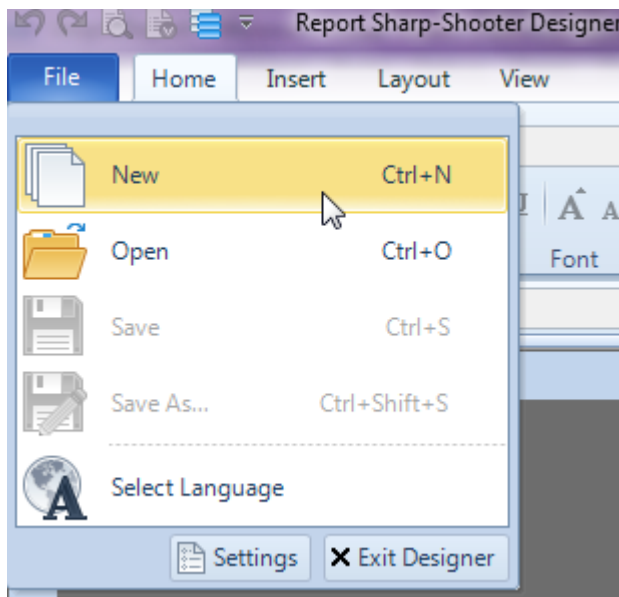 Report Sharp-Shooter Designer
File Home Insert Layout View
New Ctrl+N
Open Ctrl+O
Font
Save Ctrl+S
Save As... Ctrl+Shift+S
Select Language
Settings Exit Designer